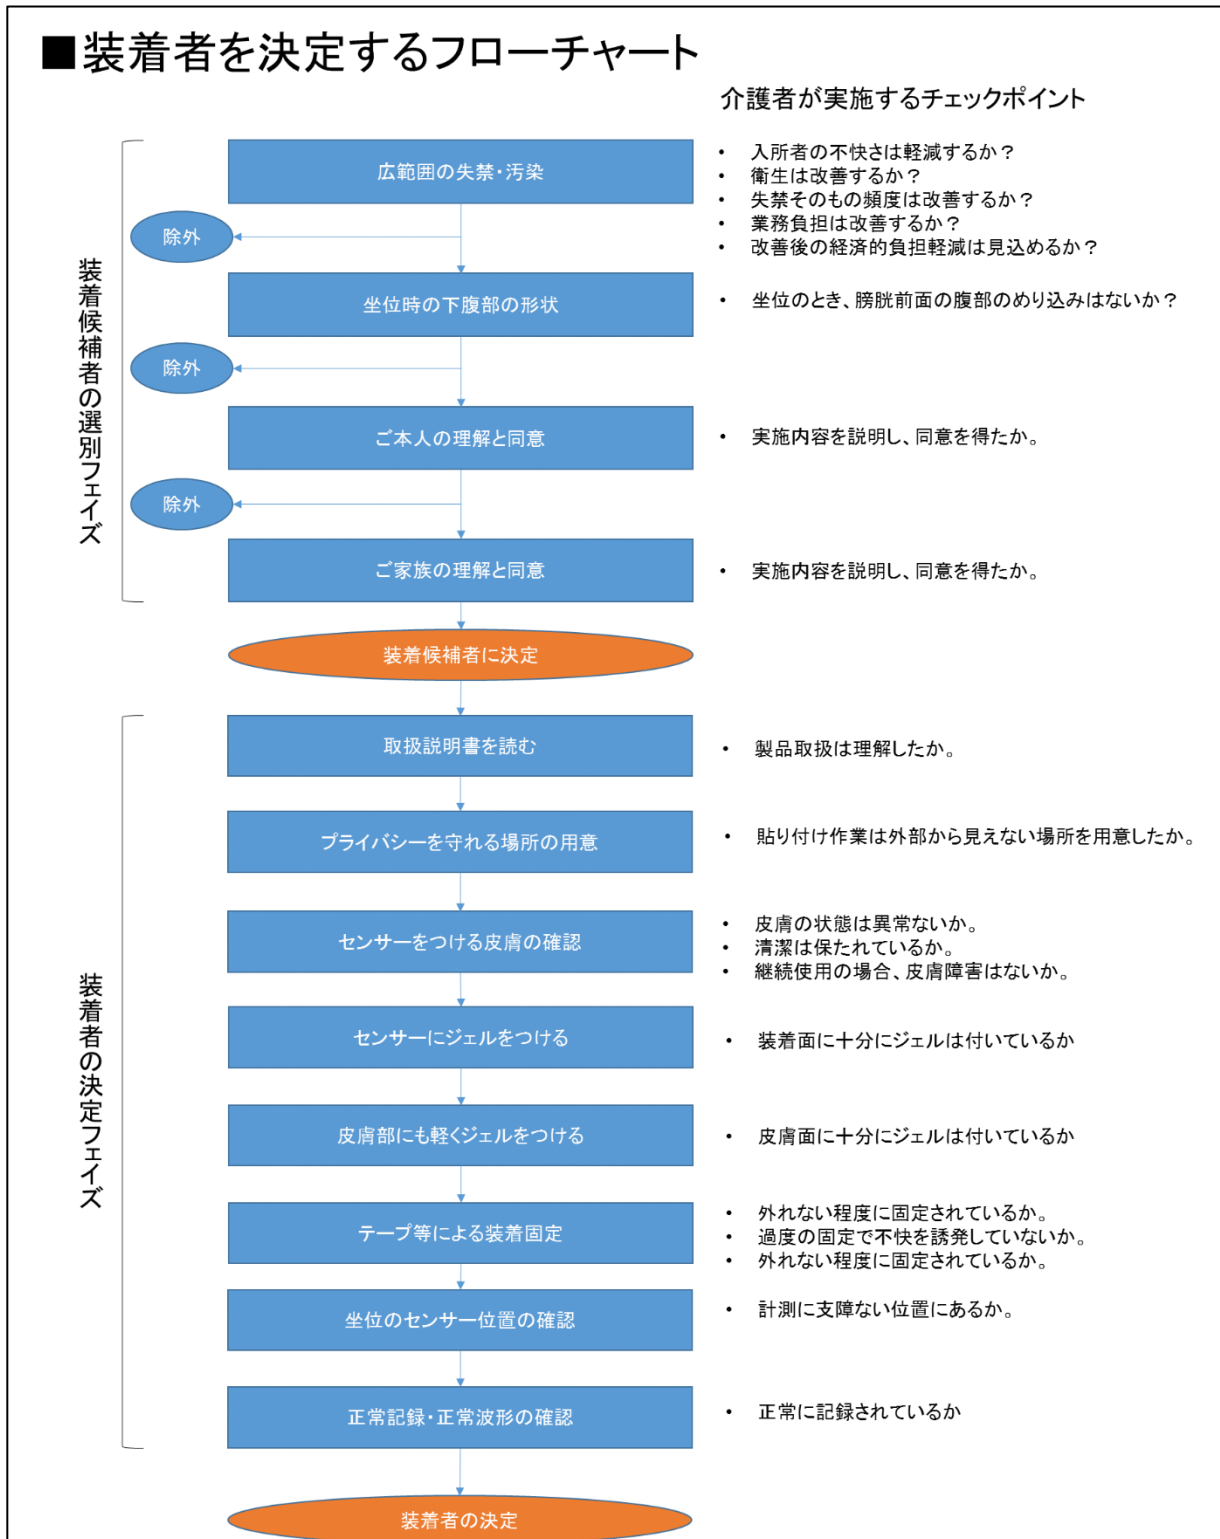 ■装着者を決定するフローチャート
介護者が実施するチェックポイント
装着候補者の選別フェイズ
広範囲の失禁・汚染
• 入所者の不快さは軽減するか？
• 衛生は改善するか？
• 失禁そのもの頻度は改善するか？
• 業務負担は改善するか？
• 改善後の経済的負担軽減は見込めるか？
除外
坐位時の下腹部の形状
• 坐位のとき、膀胱前面の腹部のめり込みはないか？
除外
ご本人の理解と同意
• 実施内容を説明し、同意を得たか。
除外
ご家族の理解と同意
• 実施内容を説明し、同意を得たか。
装着候補者に決定
装着者の決定フェイズ
取扱説明書を読む
• 製品取扱は理解したか。
プライバシーを守れる場所の用意
• 貼り付け作業は外部から見えない場所を用意したか。
センサーをつける皮膚の確認
• 皮膚の状態は異常ないか。
• 清潔は保たれているか。
• 継続使用の場合、皮膚障害はないか。
センサーにジェルをつける
• 装着面に十分にジェルは付いているか
皮膚部にも軽くジェルをつける
• 皮膚面に十分にジェルは付いているか
テープ等による装着固定
• 外れない程度に固定されているか。
• 過度の固定で不快を誘発していないか。
• 外れない程度に固定されているか。
坐位のセンサー位置の確認
• 計測に支障ない位置にあるか。
正常記録・正常波形の確認
• 正常に記録されているか
装着者の決定